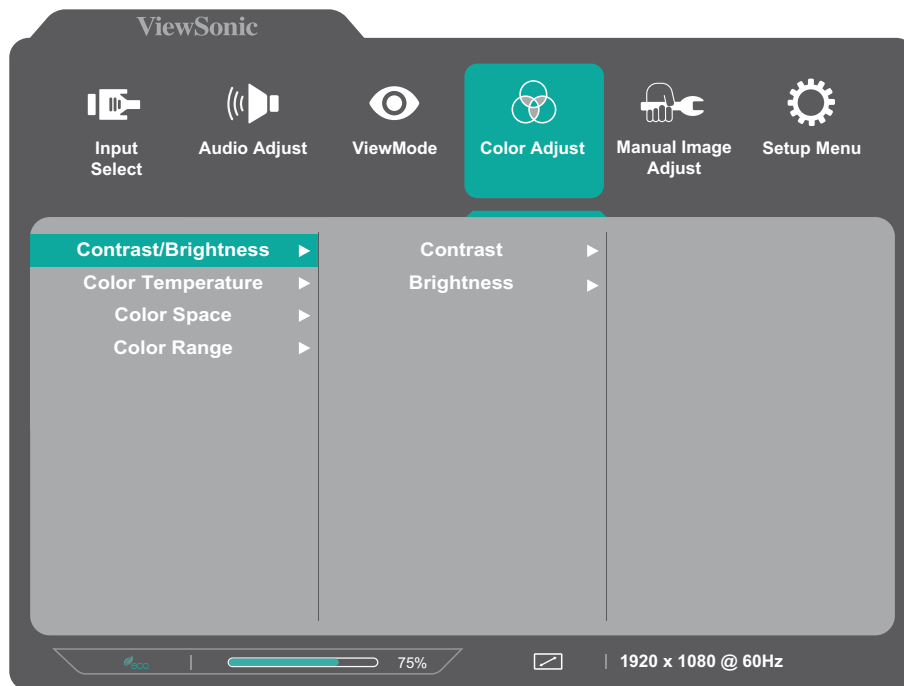 ViewSonic
Input
Select
Audio Adjust
ViewMode
Color Adjust
Manual Image
Adjust
Setup Menu
Contrast/Brightness
Color Temperature
Color Space
Color Range
Contrast
Brightness
eco
75%
1920 x 1080 @ 60Hz